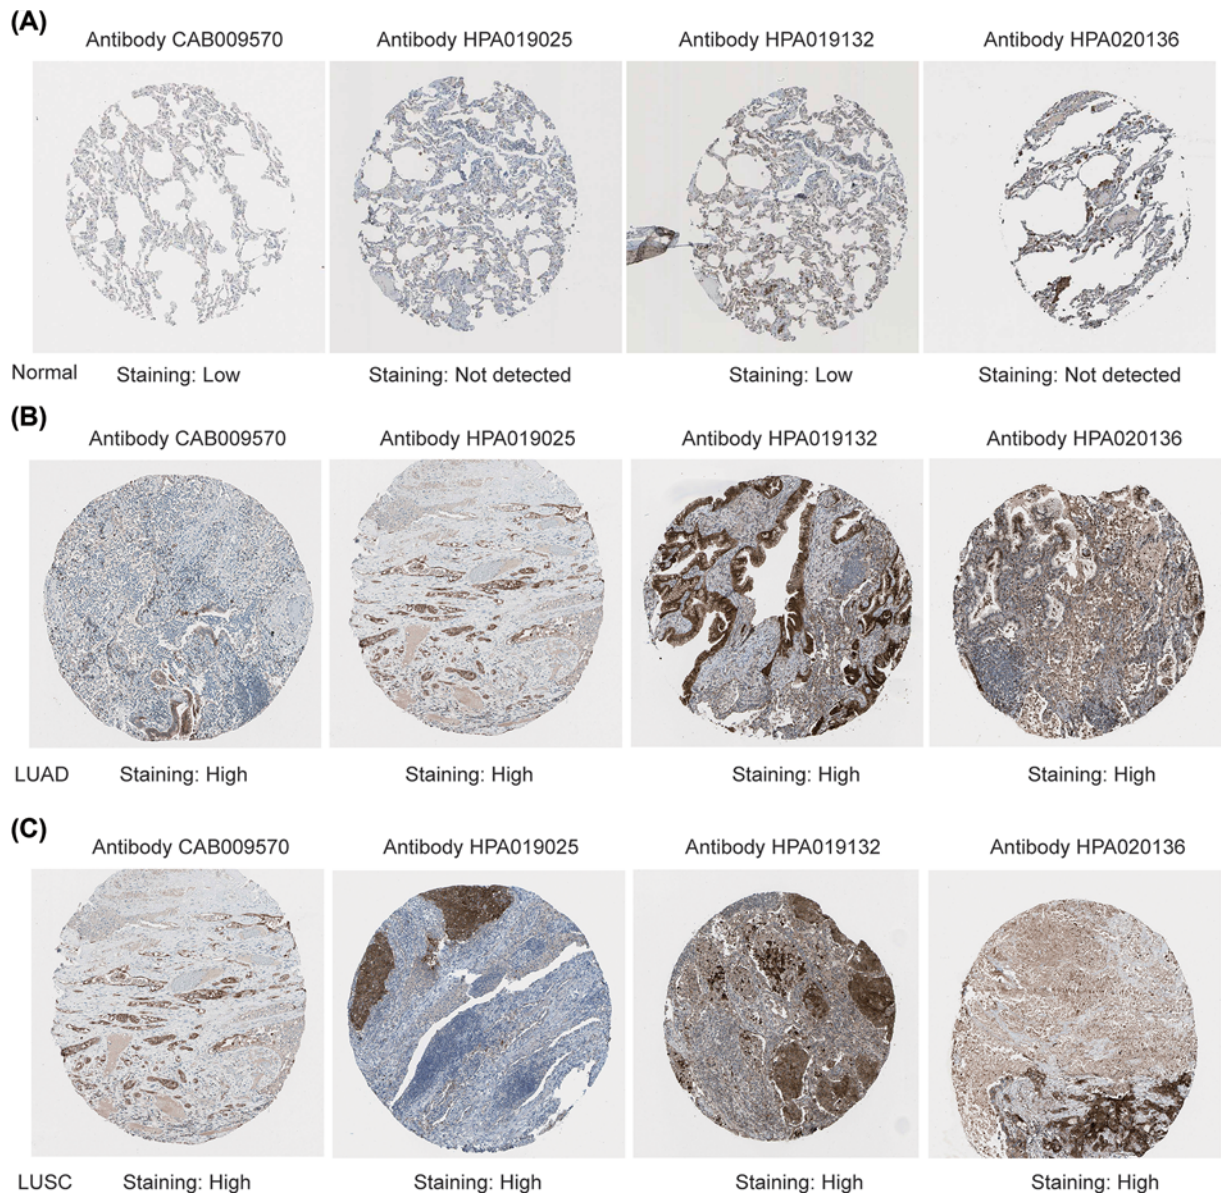 (A)
Antibody CAB009570 Antibody HPA019025 Antibody HPA019132 Antibody HPA020136
Normal Staining: Low Staining: Not detected Staining: Low Staining: Not detected
(B)
Antibody CAB009570 Antibody HPA019025 Antibody HPA019132 Antibody HPA020136
LUAD Staining: High Staining: High Staining: High Staining: High
(C)
Antibody CAB009570 Antibody HPA019025 Antibody HPA019132 Antibody HPA020136
LUSC Staining: High Staining: High Staining: High Staining: High